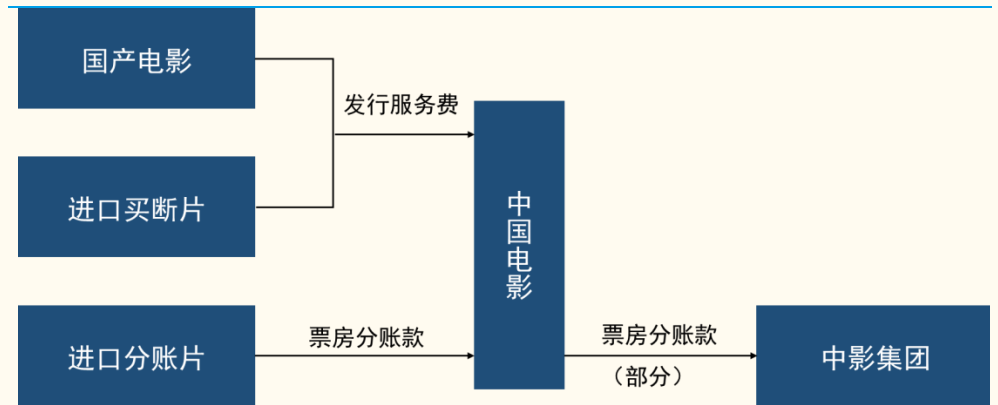 国产电影
发行服务费
进口买断片
中国电影
票房分账款
进口分账片
票房分账款
（部分）
中影集团